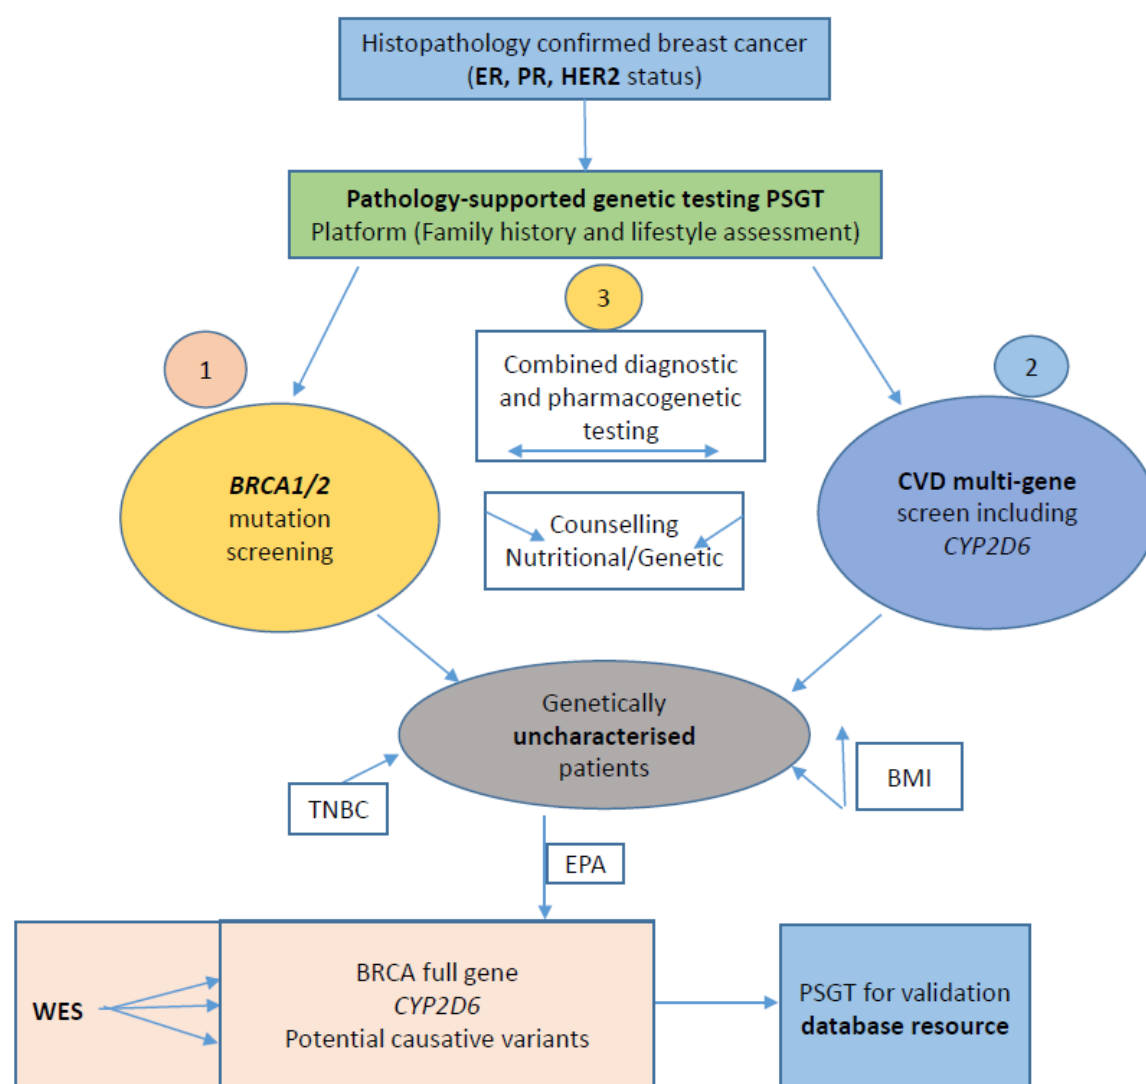 Histopathology confirmed breast cancer
(ER, PR, HER2 status)
Pathology-supported genetic testing PSGT
Platform (Family history and lifestyle assessment)
3
1
2
Combined diagnostic
and pharmacogenetic
testing
BRCA1/2
mutation
screening
CVD multi-gene
screen including
CYP2D6
Counselling
Nutritional/Genetic
Genetically
uncharacterised
patients
TNBC
BMI
EPA
WES
BRCA full gene
CYP2D6
Potential causative variants
PSGT for validation
database resource